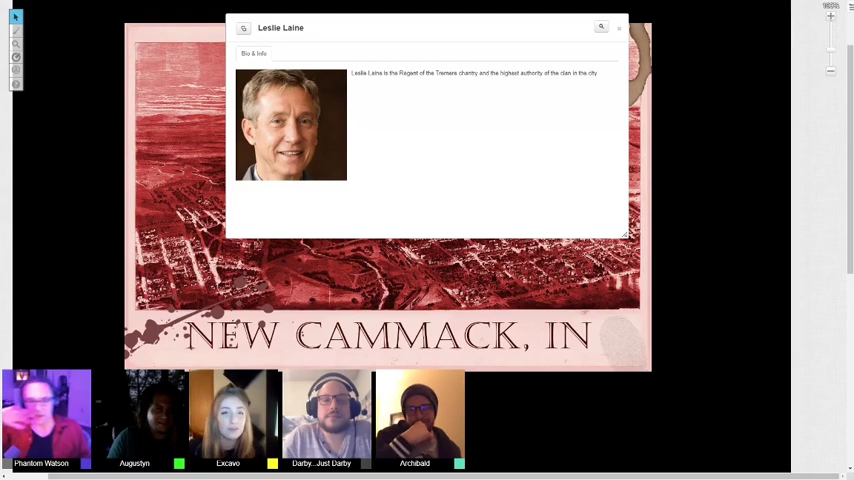 100%
Leslie Laine
Bio & Info
Leslie Laine is the Regent of the Tremere chantry and the highest authority of the clan in the city
NEW CAMMACK, IN
Phantom Watson
Augustyn
Excavo
Darby...Just Darby
Archibald